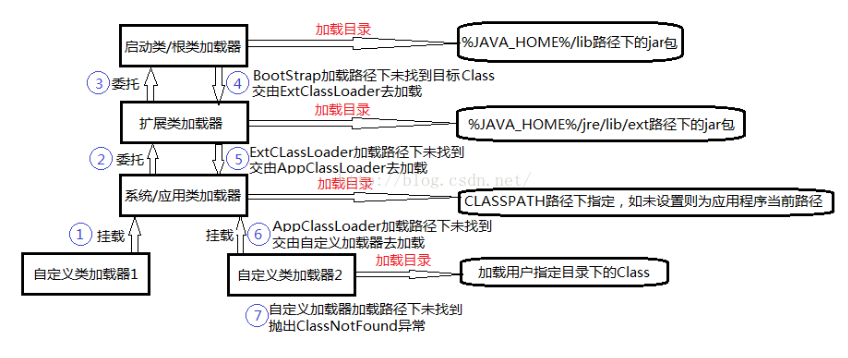 加载目录
启动类/根类加载器
%JAVA_HOME%/lib路径下的jar包
③ 委托
④ BootStrap加载路径下未找到目标Class
交由ExtClassLoader去加载
加载目录
扩展类加载器
%JAVA_HOME%/jre/lib/ext路径下的jar包
② 委托
⑤ ExtCLassLoader加载路径下未找到
交由AppClassLoader去加载
blog.csdn.net/
加载目录
系统/应用类加载器
CLASSPATH路径下指定，如未设置则为应用程序当前路径
① 挂载
挂载 ⑥ AppClassLoader加载路径下未找到
交由自定义加载器去加载
加载目录
自定义类加载器1
自定义类加载器2
加载用户指定目录下的Class
⑦ 自定义加载器加载路径下未找到
抛出ClassNotFound异常